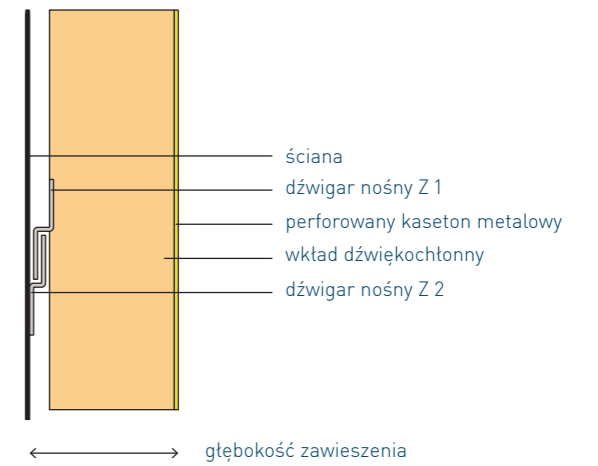 ściana
dźwigar nośny Z 1
perforowany kaseton metalowy
wkład dźwiękochłonny
dźwigar nośny Z 2
głębokość zawieszenia